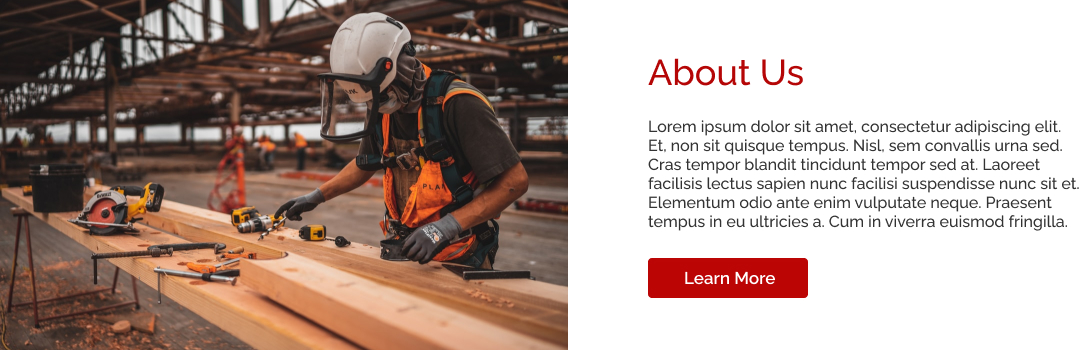 About Us
Lorem ipsum dolor sit amet, consectetur adipiscing elit.
Et, non sit quisque tempus. Nisl, sem convallis urna sed.
Cras tempor blandit tincidunt tempor sed at. Laoreet
facilisis lectus sapien nunc facilisi suspendisse nunc sit et.
Elementum odio ante enim vulputate neque. Praesent
tempus in eu ultricies a. Cum in viverra euismod fringilla.
Learn More